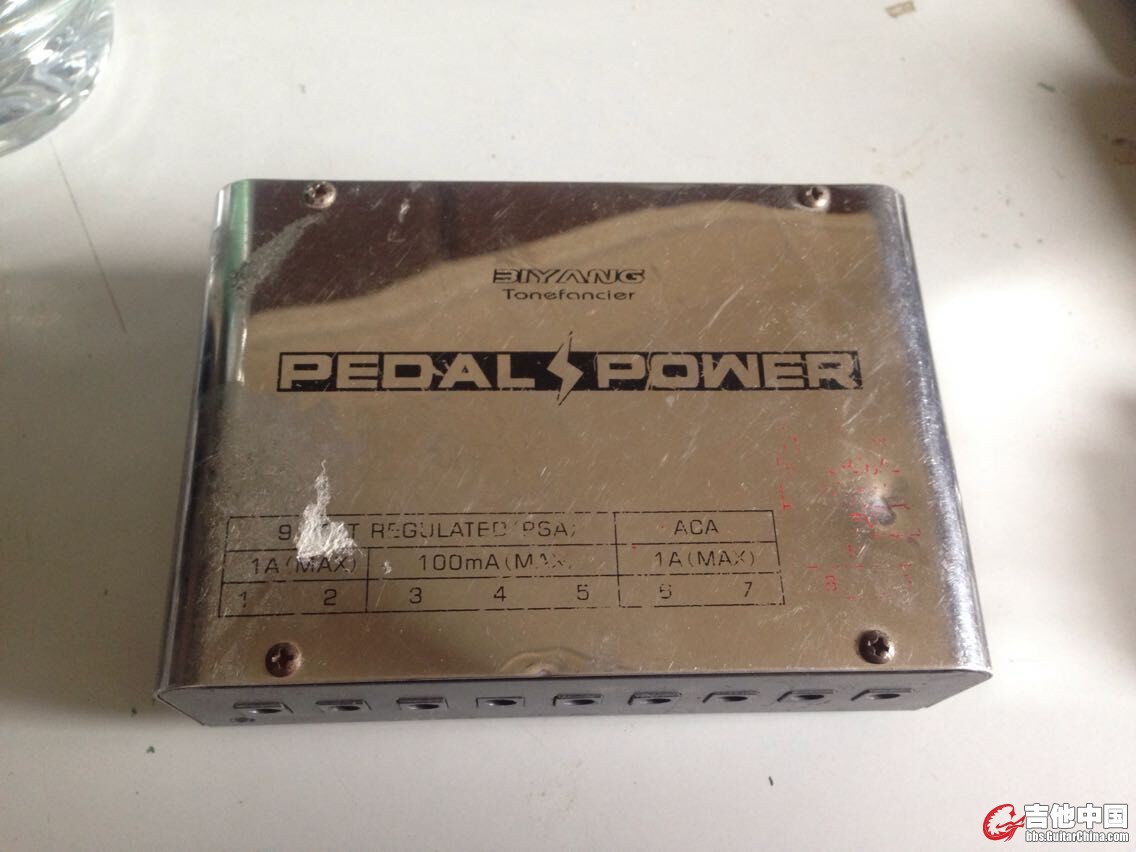 BIYANG
Tonefancier
PEDAL POWER
REGULATED (PSA) ACA
1A (MAX) 100mA (MAX) 1A (MAX)
1 2 3 4 5 6 7 8
吉他中国
bbs.GuitarChina.com